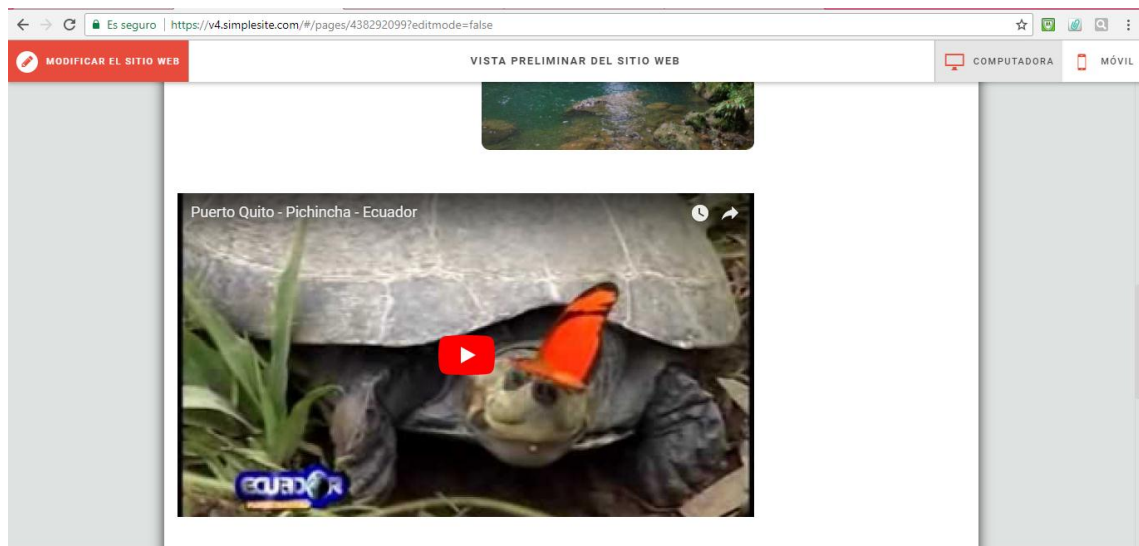 Es seguro | https://v4.simplesite.com/#/pages/438292099?editmode=false
MODIFICAR EL SITIO WEB
VISTA PRELIMINAR DEL SITIO WEB
COMPUTADORA
MÓVIL
Puerto Quito - Pichincha - Ecuador
ECUADOR